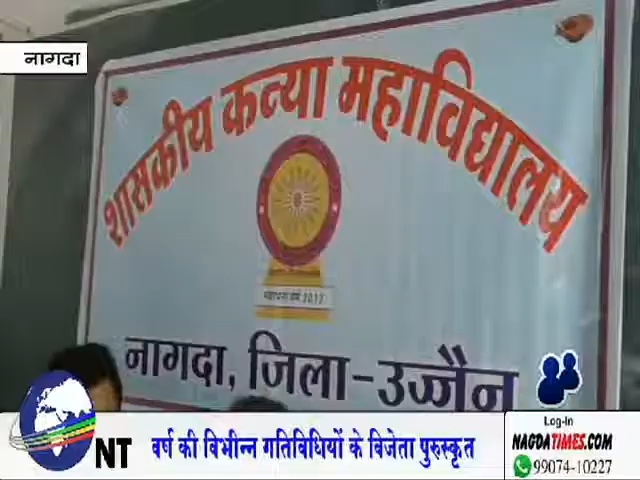 नागदा
शासकीय कन्या महाविद्यालय
नागदा, जिला-उज्जैन
NT
वर्ष की विभीन्न गतिविधियों के विजेता पुरुस्कृत
Log-in
NAGDATIMES.COM
99074-10227